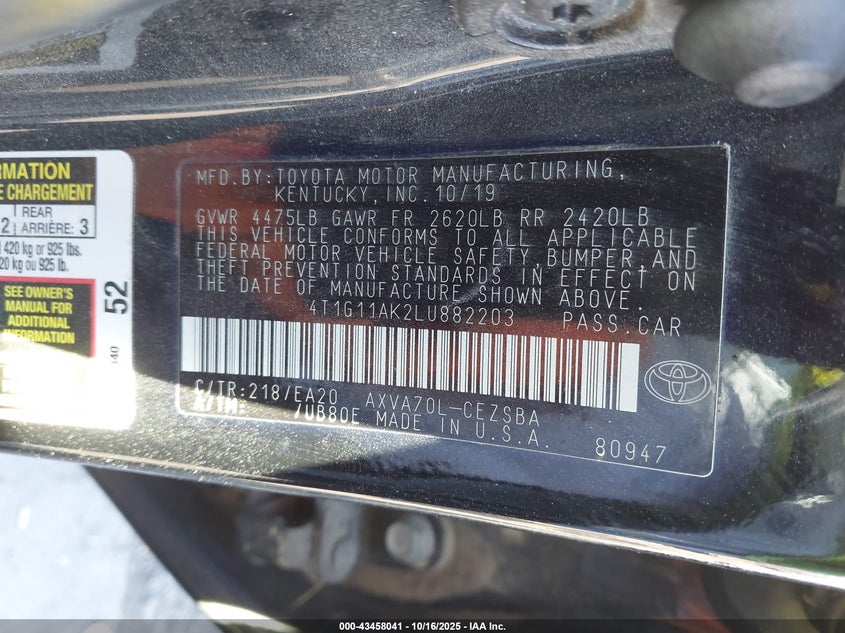 RMATION
E CHARGEMENT
2 REAR
ARRIÈRE: 3
420 kg or 925 lbs.
20 kg ou 925 lb.
SEE OWNER'S
MANUAL FOR
ADDITIONAL
INFORMATION
52
MFD.BY:TOYOTA MOTOR MANUFACTURING,
KENTUCKY, INC.10/19
GVWR 4475LB GAWR FR 2620LB RR 2420LB
THIS VEHICLE CONFORMS TO ALL APPLICABLE
FEDERAL MOTOR VEHICLE SAFETY, BUMPER,AND
THEFT PREVENTION STANDARDS IN EFFECT ON
THE DATE OF MANUFACTURE SHOWN ABOVE.
4T1G11AK2LU882203 PASS.CAR
C/TR:218/EA20 AXVA70L-CEZSBA
/UB80E MADE IN U.S.A.
80947
000-43458041 | 10/16/2025 - IAA Inc.